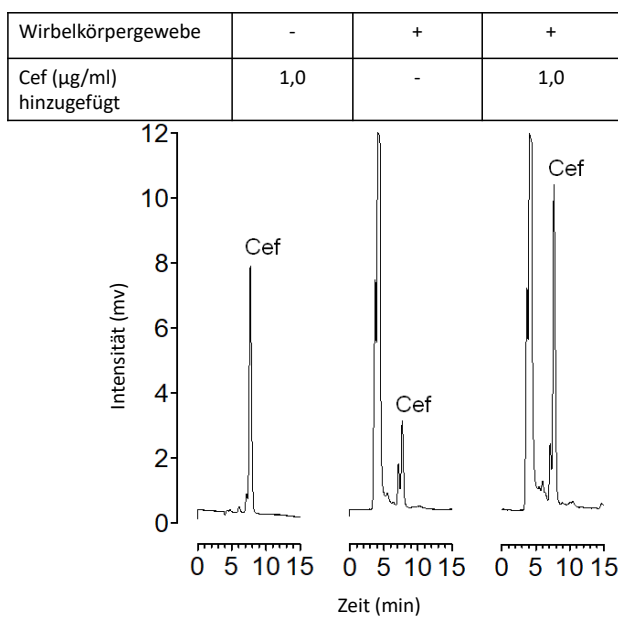 Wirbelkörpergewebe - + +
Cef (µg/ml) 1,0 - 1,0
hinzugefügt
12
10
8
6
4
2
0
Intensität (mv)
Cef
Cef
Cef
0 5 10 15 0 5 10 15 0 5 10 15
Zeit (min)